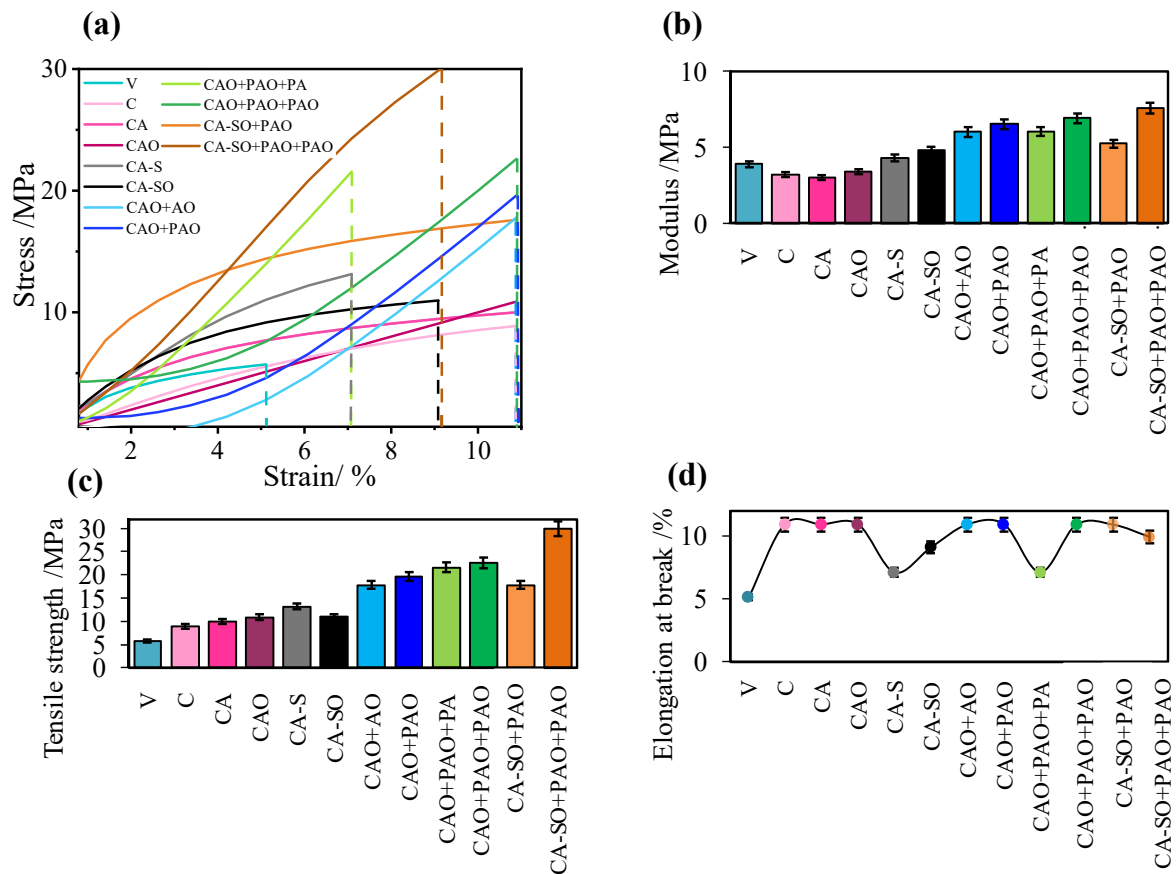 (a)
Stress /MPa
30
20
10
2
4
6
8
10
Strain/ %
V
C
CA
CAO
CA-S
CA-SO
CAO+AO
CAO+PAO
CAO+PAO+PA
CAO+PAO+PAO
CA-SO+PAO
CA-SO+PAO+PAO
(b)
Modulus /MPa
10
5
0
V
C
CA
CAO
CA-S
CA-SO
CAO+AO
CAO+PAO
CAO+PAO+PA
CAO+PAO+PAO
CA-SO+PAO
CA-SO+PAO+PAO
(c)
Tensile strength /MPa
30
25
20
15
10
5
0
V
C
CA
CAO
CA-S
CA-SO
CAO+AO
CAO+PAO
CAO+PAO+PA
CAO+PAO+PAO
CA-SO+PAO
CA-SO+PAO+PAO
(d)
Elongation at break /%
10
5
0
V
C
CA
CAO
CA-S
CA-SO
CAO+AO
CAO+PAO
CAO+PAO+PA
CAO+PAO+PAO
CA-SO+PAO
CA-SO+PAO+PAO